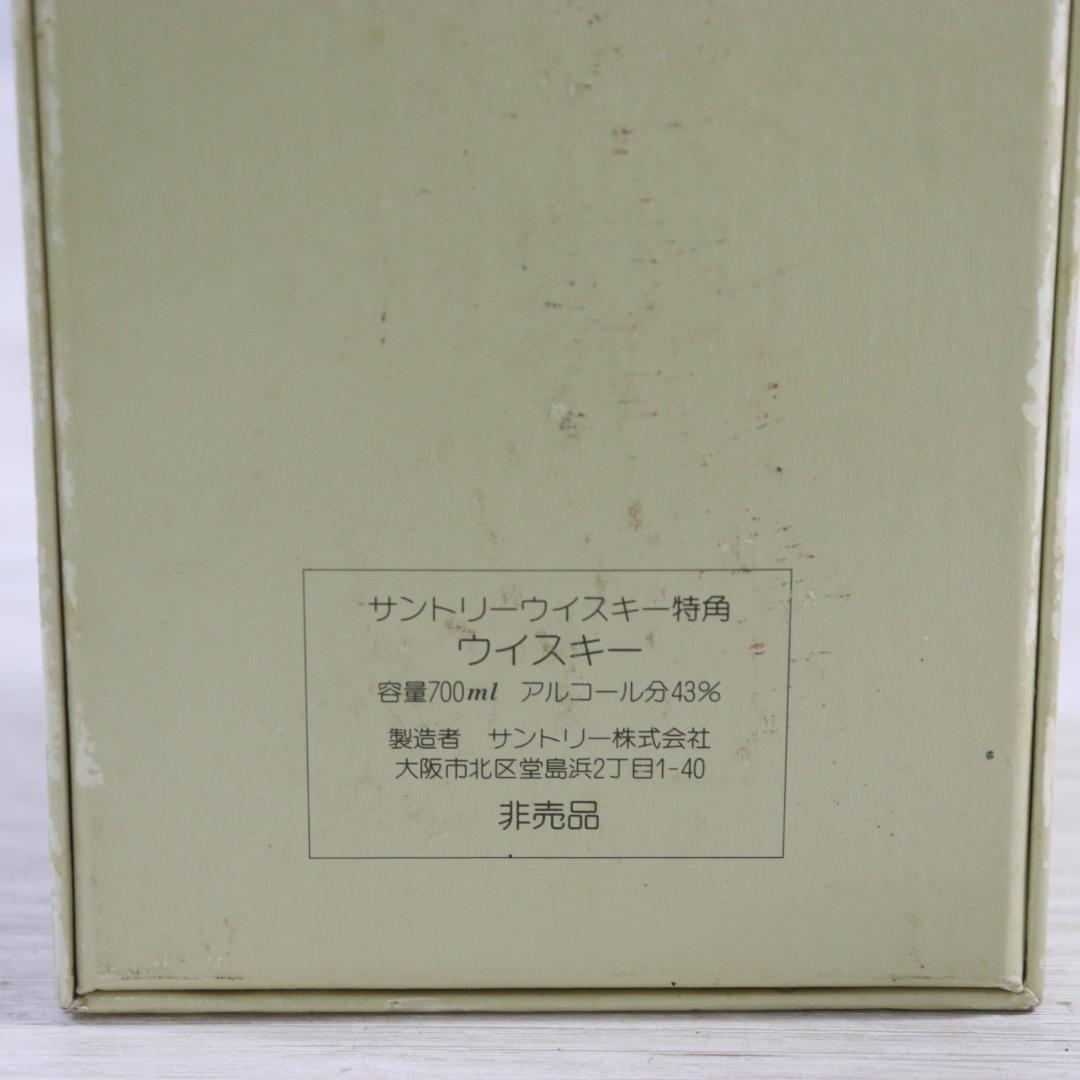 サントリーウイスキー特角
ウイスキー
容量700ml アルコール分43%
製造者 サントリー株式会社
大阪市北区堂島浜2丁目1-40
非売品